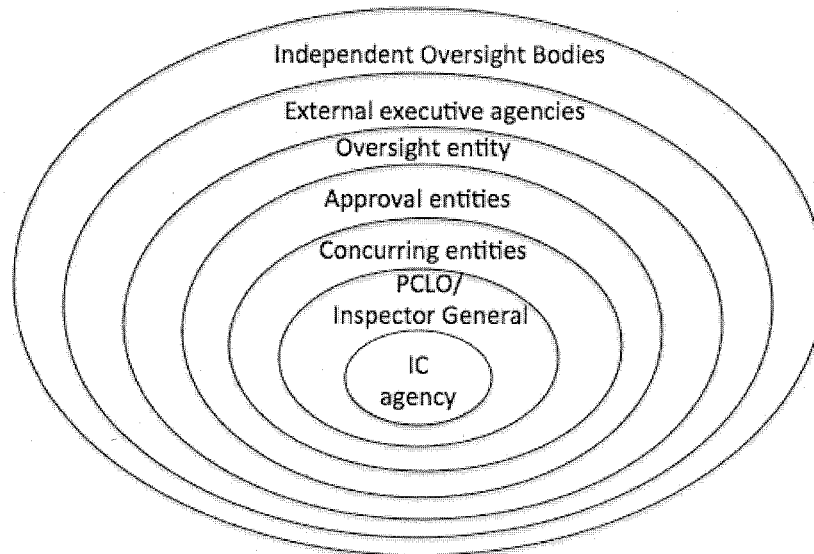 Independent Oversight Bodies
External executive agencies
Oversight entity
Approval entities
Concurring entities
PCLO/
Inspector General
IC
agency